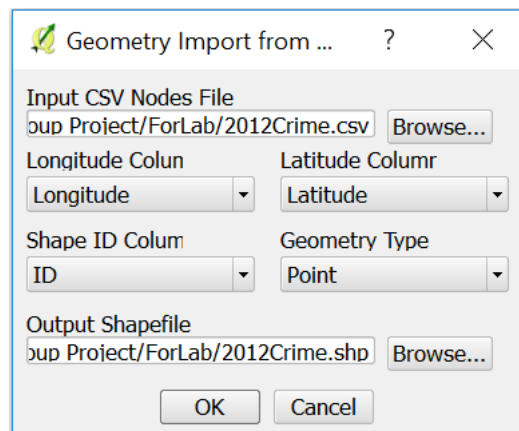 Geometry Import from ... ?
Input CSV Nodes File
oup Project/ForLab/2012Crime.csv Browse...
Longitude Colun Latitude Columr
Longitude Latitude
Shape ID Colum Geometry Type
ID Point
Output Shapefile
oup Project/ForLab/2012Crime.shp Browse...
OK Cancel